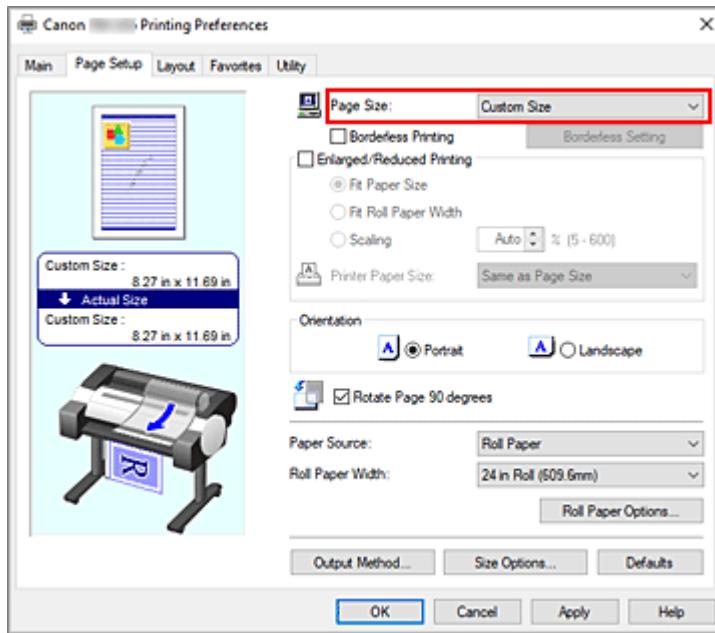 Canon Printing Preferences
Main Page Setup Layout Favorites Utility
Page Size: Custom Size
Borderless Printing Borderless Setting
Enlarged/Reduced Printing
Fit Paper Size
Fit Roll Paper Width
Scaling Auto % (5 - 600)
Printer Paper Size: Same as Page Size
Custom Size :
8.27 in x 11.69 in
Actual Size
Custom Size :
8.27 in x 11.69 in
Orientation
A Portrait A Landscape
Rotate Page 90 degrees
Paper Source: Roll Paper
Roll Paper Width: 24 in Roll (609.6mm)
Roll Paper Options...
R
Output Method... Size Options... Defaults
OK Cancel Apply Help